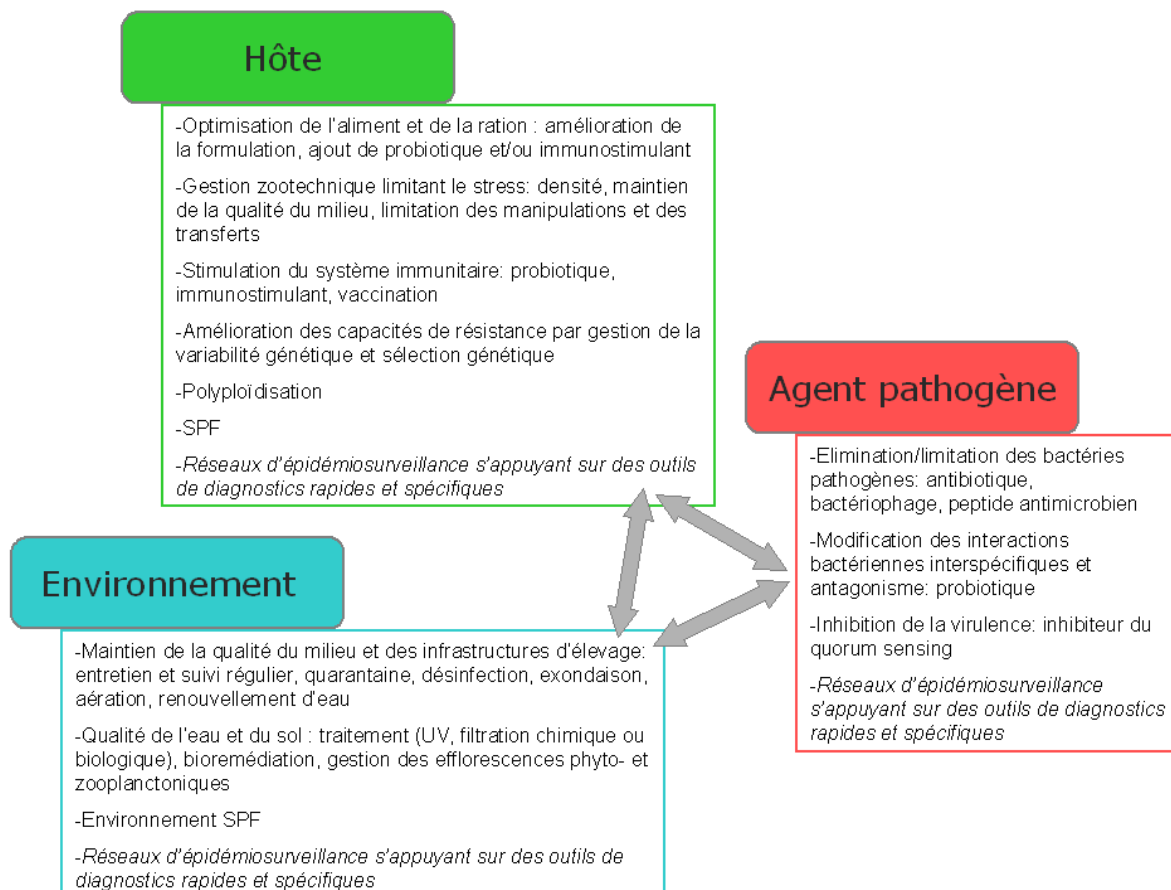 Hôte
-Optimisation de l'aliment et de la ration : amélioration de
la formulation, ajout de probiotique et/ou immunostimulant
-Gestion zootechnique limitant le stress: densité, maintien
de la qualité du milieu, limitation des manipulations et des
transferts
-Stimulation du système immunitaire: probiotique,
immunostimulant, vaccination
-Amélioration des capacités de résistance par gestion de la
variabilité génétique et sélection génétique
-Polyploïdisation
-SPF
-Réseaux d'épidémiosurveillance s'appuyant sur des outils
de diagnostics rapides et spécifiques
Agent pathogène
-Elimination/limitation des bactéries
pathogènes: antibiotique,
bactériophage, peptide antimicrobien
-Modification des interactions
bactériennes interspécifiques et
antagonisme: probiotique
-Inhibition de la virulence: inhibiteur du
quorum sensing
-Réseaux d'épidémiosurveillance
s'appuyant sur des outils de diagnostics
rapides et spécifiques
Environnement
-Maintien de la qualité du milieu et des infrastructures d'élevage:
entretien et suivi régulier, quarantaine, désinfection, exondaison,
aération, renouvellement d'eau
-Qualité de l'eau et du sol : traitement (UV, filtration chimique ou
biologique), bioremédiation, gestion des efflorescences phyto- et
zooplanctoniques
-Environnement SPF
-Réseaux d'épidémiosurveillance s'appuyant sur des outils de
diagnostics rapides et spécifiques